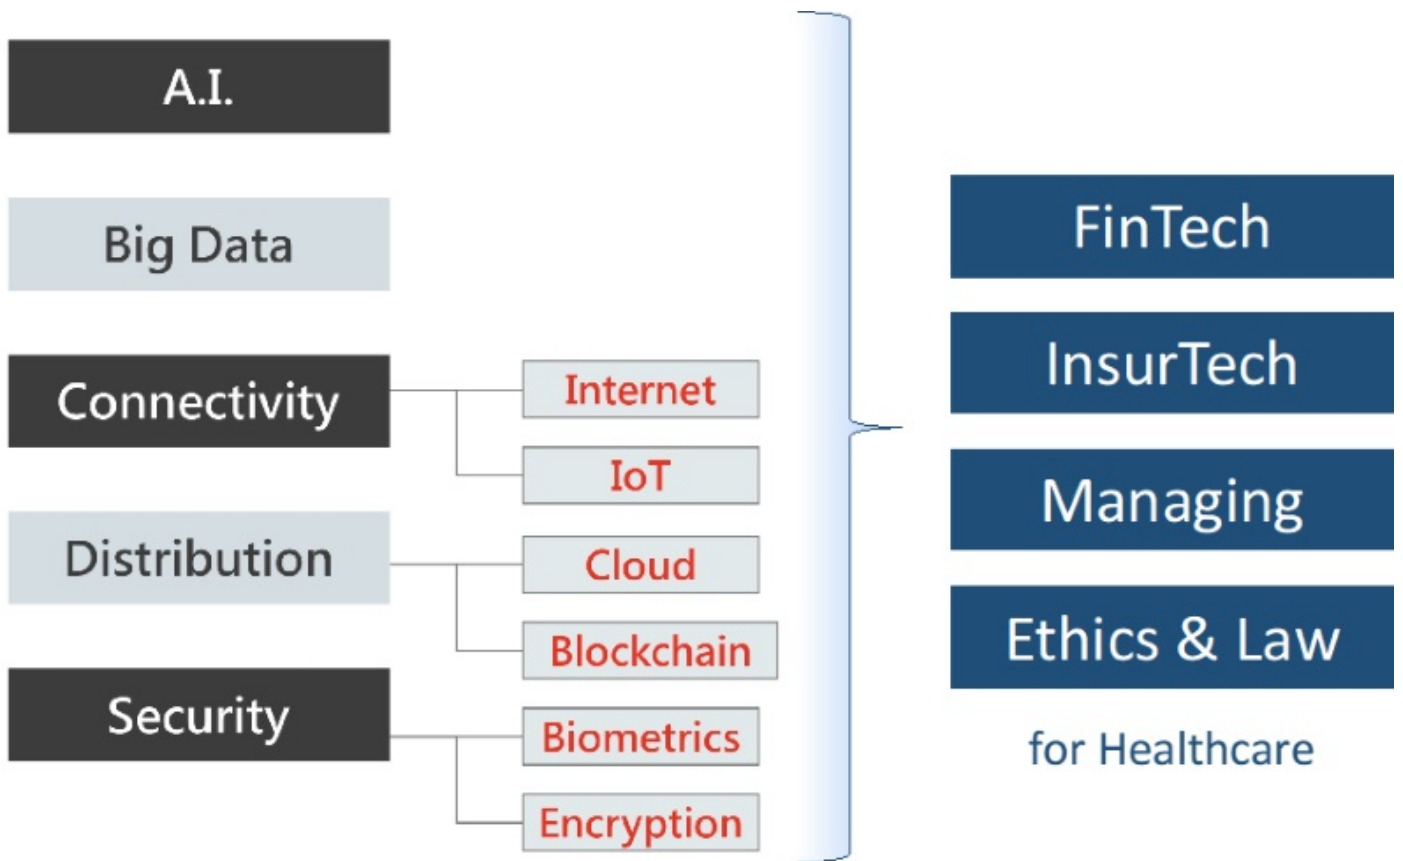 A.I.
Big Data
Connectivity
Internet
IoT
Distribution
Cloud
Blockchain
Security
Biometrics
Encryption
FinTech
InsurTech
Managing
Ethics & Law
for Healthcare